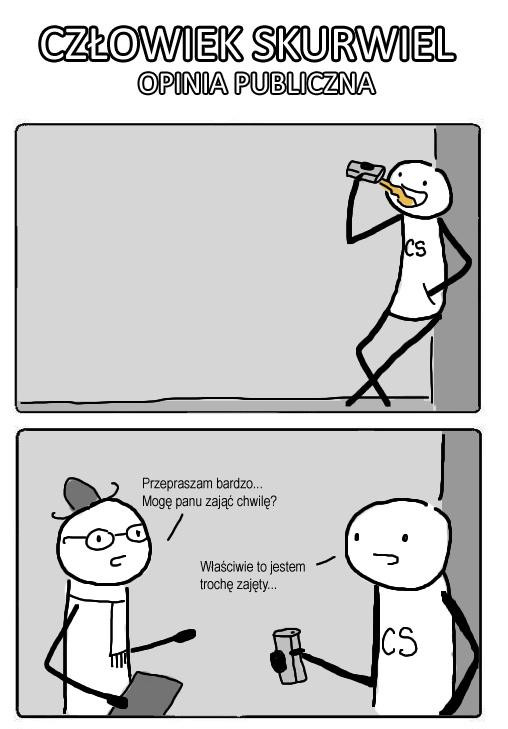 CZŁOWIEK SKURWIEL
OPINIA PUBLICZNA
CS
Przepraszam bardzo...
Mogę panu zająć chwilę?
Właściwie to jestem
trochę zajęty...
CS